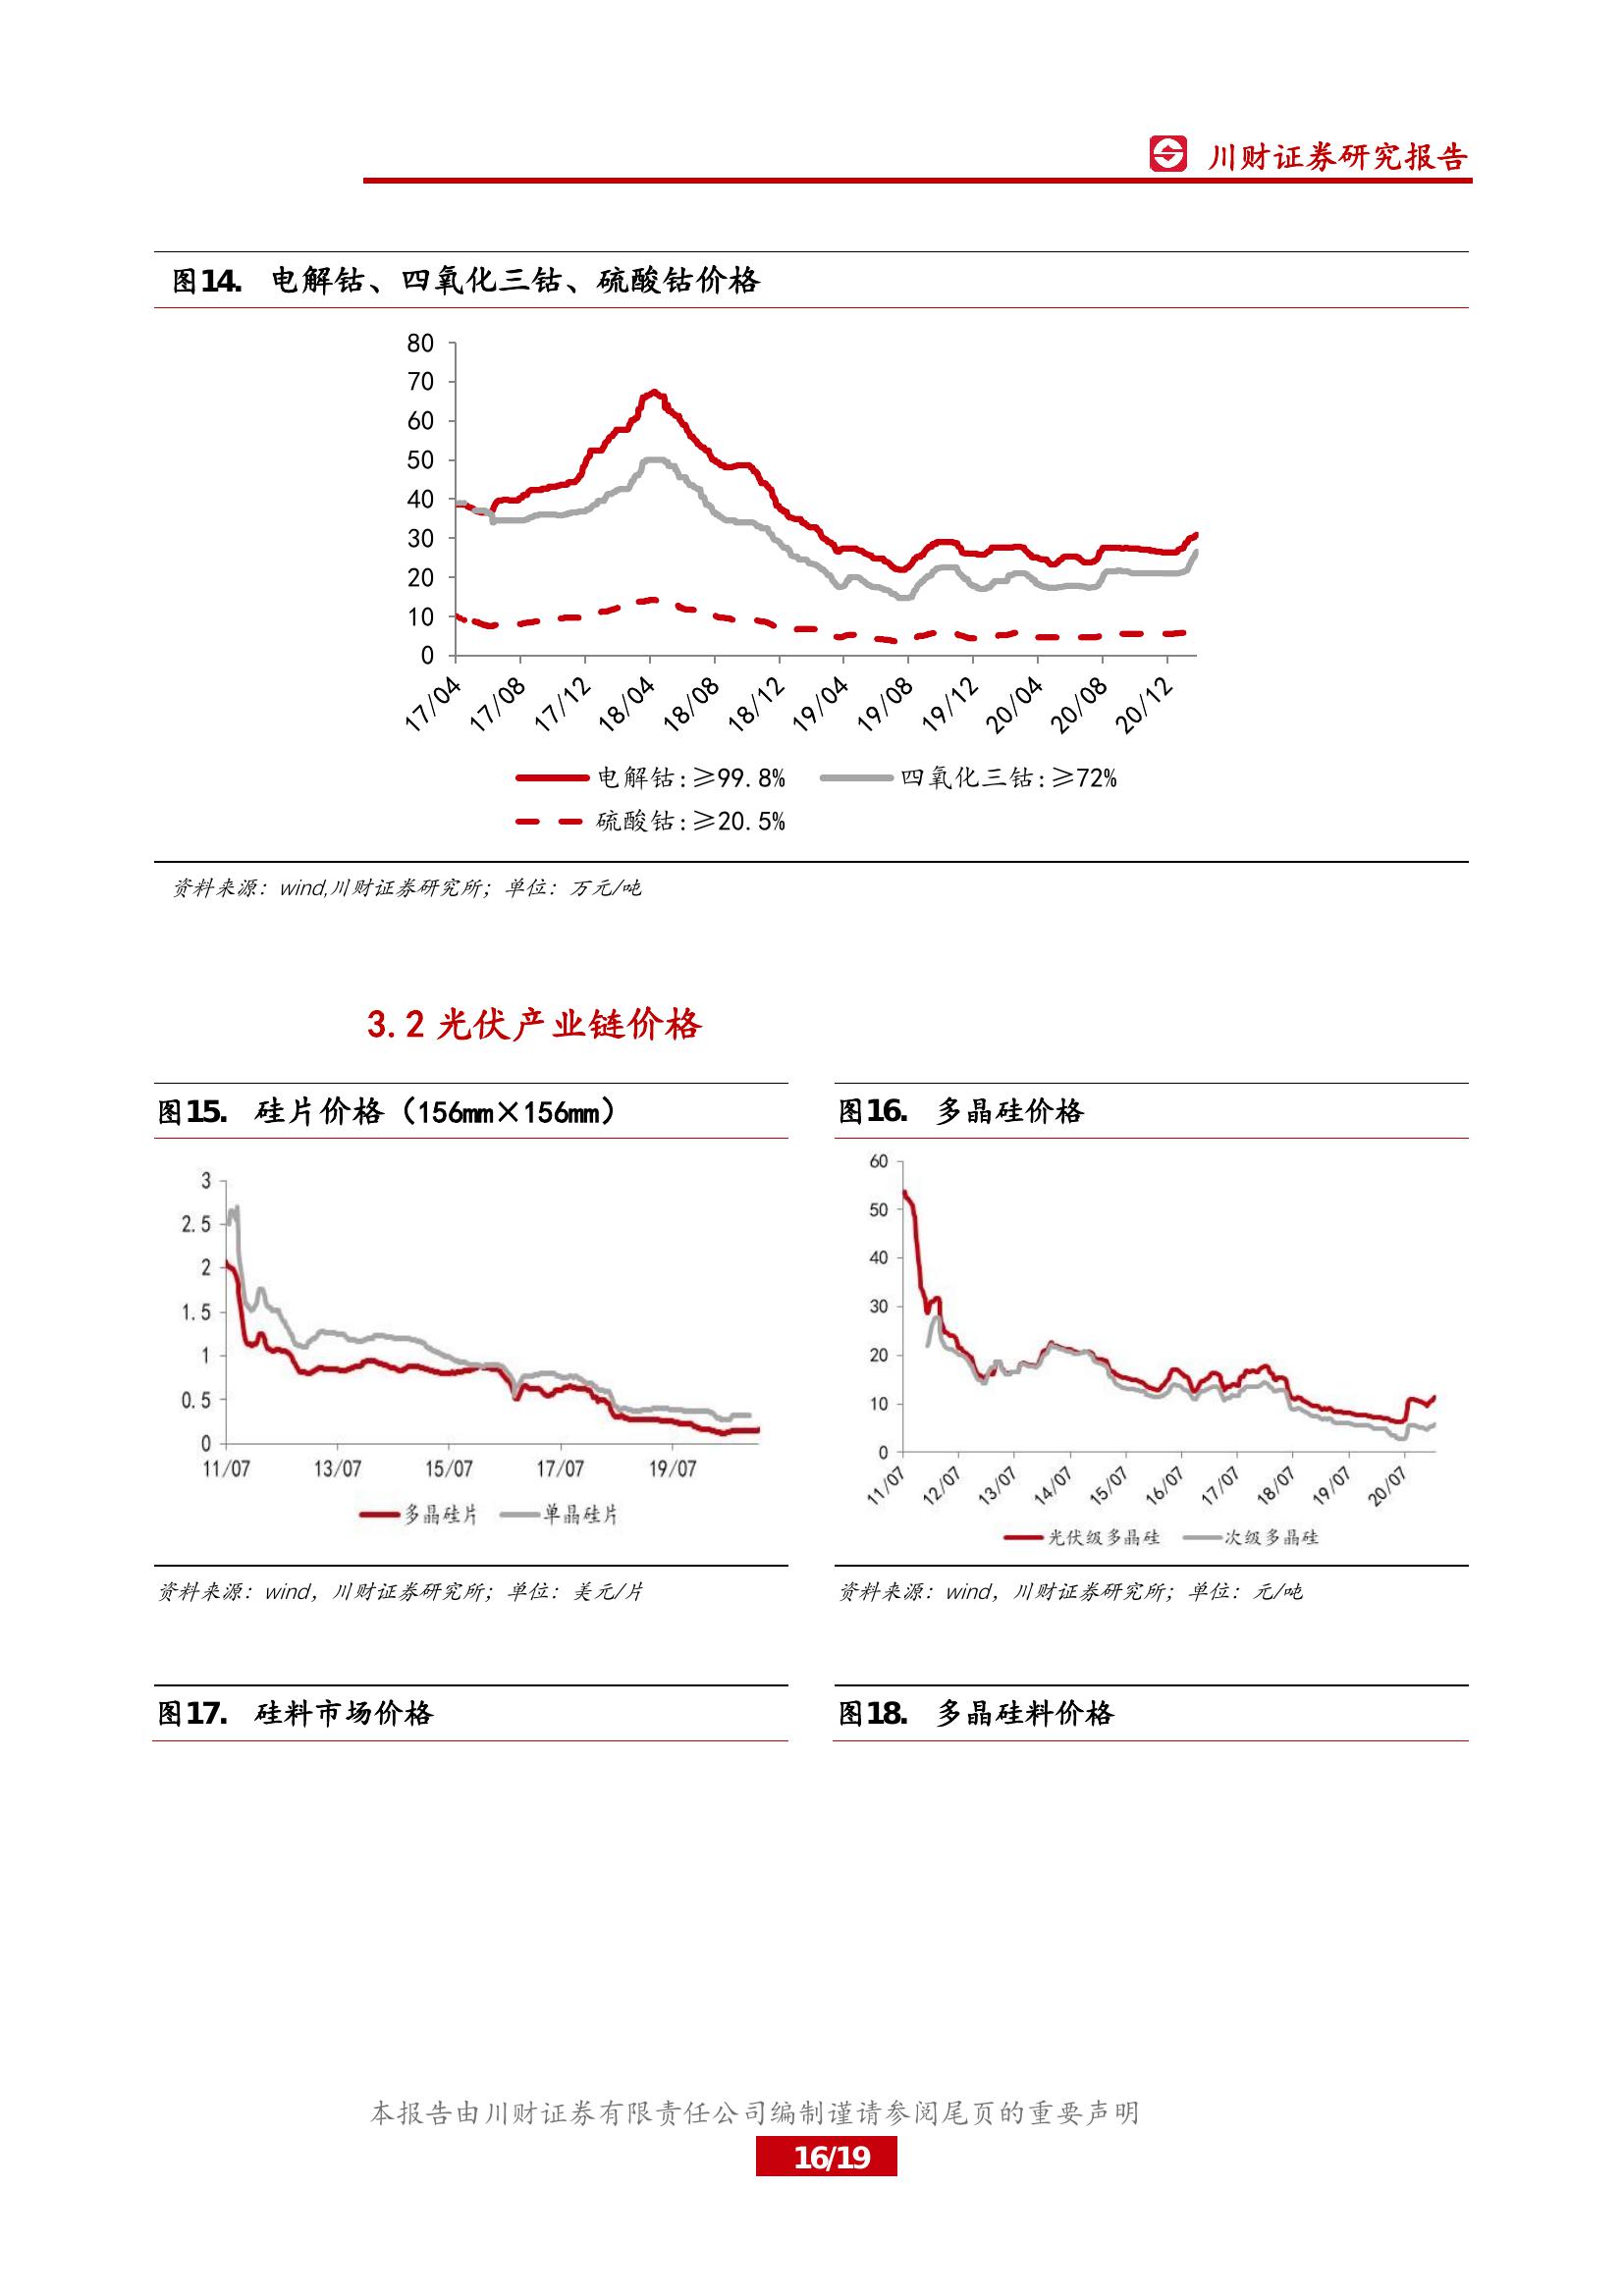 川财证券研究报告
图14. 电解钴、四氧化三钴、硫酸钴价格
80
70
60
50
40
30
20
10
0
17/04 17/08 17/12 18/04 18/08 18/12 19/04 19/08 19/12 20/04 20/08 20/12
电解钴:≥99.8% 四氧化三钴:≥72%
硫酸钴:≥20.5%
资料来源：wind,川财证券研究所；单位：万元/吨
3.2 光伏产业链价格
图15. 硅片价格（156mm×156mm）
3
2.5
2
1.5
1
0.5
0
11/07 13/07 15/07 17/07 19/07
多晶硅片 单晶硅片
资料来源：wind，川财证券研究所；单位：美元/片
图16. 多晶硅价格
60
50
40
30
20
10
0
11/07 12/07 13/07 14/07 15/07 16/07 17/07 18/07 19/07 20/07
光伏级多晶硅 次级多晶硅
资料来源：wind，川财证券研究所；单位：元/吨
图17. 硅料市场价格
图18. 多晶硅料价格
本报告由川财证券有限责任公司编制谨请参阅尾页的重要声明
16/19